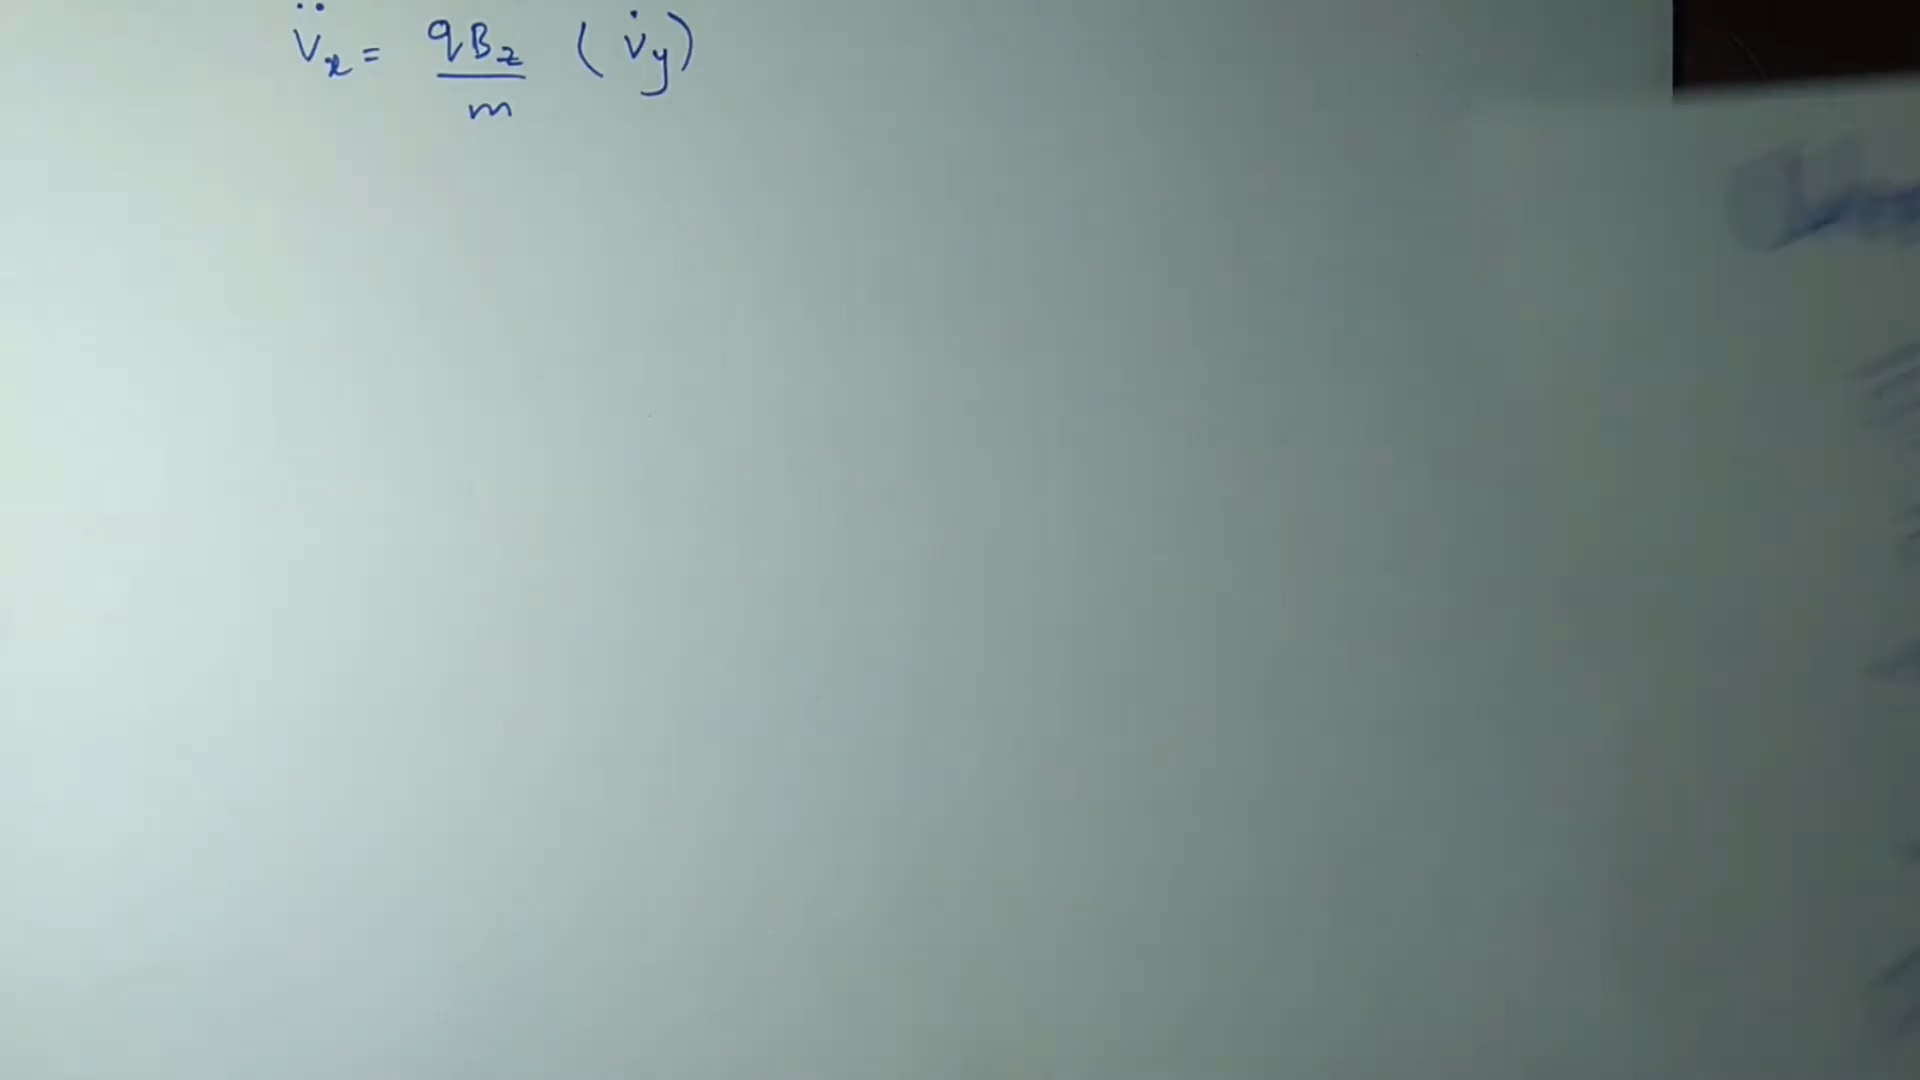 v̈ₓ = qB_z / m (v̇_y)